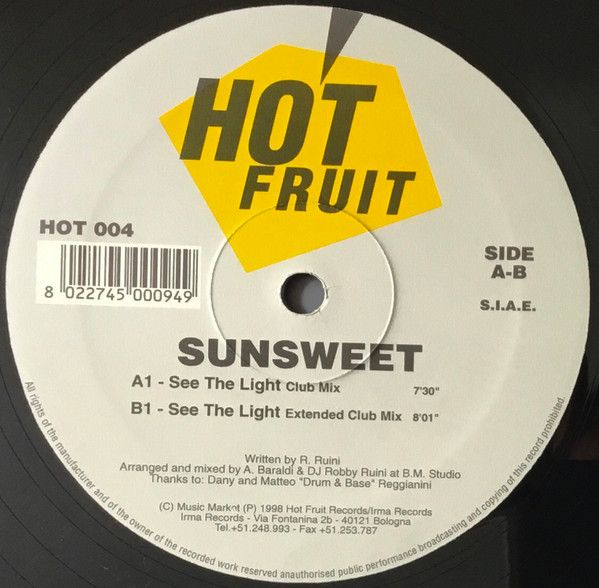 HOT
FRUIT
HOT 004
8 022745 000949
SIDE
A-B
S.I.A.E.
SUNSWEET
A1 - See The Light Club Mix 7'30"
B1 - See The Light Extended Club Mix 8'01"
Written by R. Ruini
Arranged and mixed by A. Baraldi & DJ Robby Ruini at B.M. Studio
Thanks to: Dany and Matteo "Drum & Base" Reggianini
(C) Music Market (P) 1998 Hot Fruit Records/Irma Records
Irma Records - Via Fontanina 2b - 40121 Bologna
Tel.+51.248.993 - Fax +51.253.787
All rights of the manufacturer and of the owner of the recorded work reserved anauthorised public performance broadcasting and copying of this record prohibited.